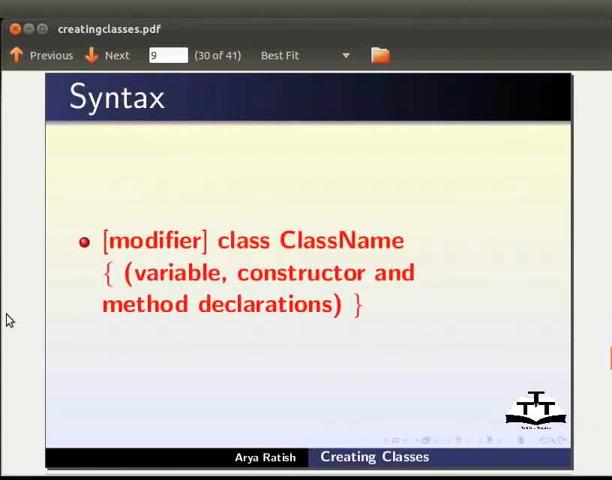 creatingclasses.pdf
Previous Next 9 (30 of 41) Best Fit
Syntax
[modifier] class ClassName
{ (variable, constructor and
method declarations) }
Arya Ratish Creating Classes